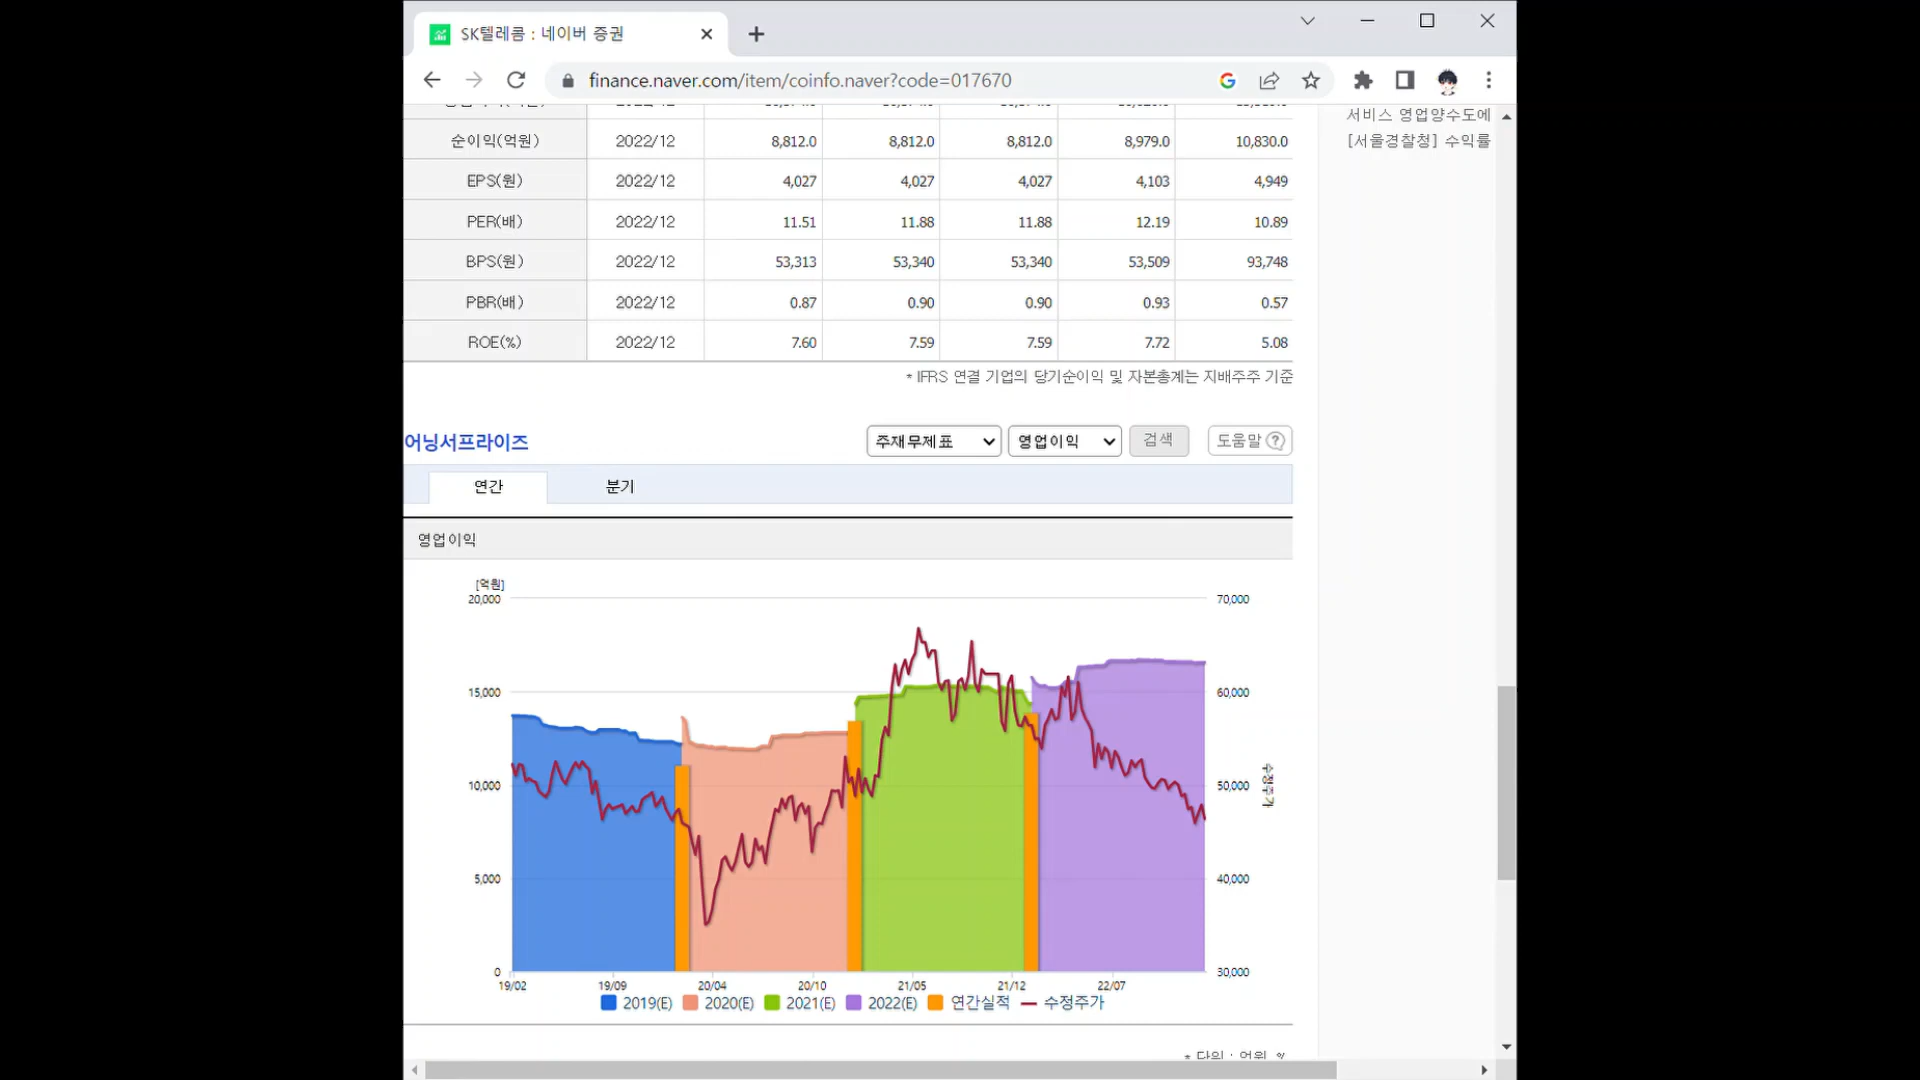 SK텔레콤 : 네이버 증권
finance.naver.com/item/coinfo.naver?code=017670
서비스 영업양수도에
[서울경찰청] 수익률
순이익(억원) 2022/12 8,812.0 8,812.0 8,812.0 8,979.0 10,830.0
EPS(원) 2022/12 4,027 4,027 4,027 4,103 4,949
PER(배) 2022/12 11.51 11.88 11.88 12.19 10.89
BPS(원) 2022/12 53,313 53,340 53,340 53,509 93,748
PBR(배) 2022/12 0.87 0.90 0.90 0.93 0.57
ROE(%) 2022/12 7.60 7.59 7.59 7.72 5.08
* IFRS 연결 기업의 당기순이익 및 자본총계는 지배주주 기준
어닝서프라이즈 주재무제표 영업이익 검색 도움말 ?
연간 분기
영업이익
[억원]
20,000 70,000
15,000 60,000
10,000 50,000
수정주가
5,000 40,000
0 30,000
19/02 19/09 20/04 20/10 21/05 21/12 22/07
2019(E) 2020(E) 2021(E) 2022(E) 연간실적 수정주가
* 단위 : 억원, %